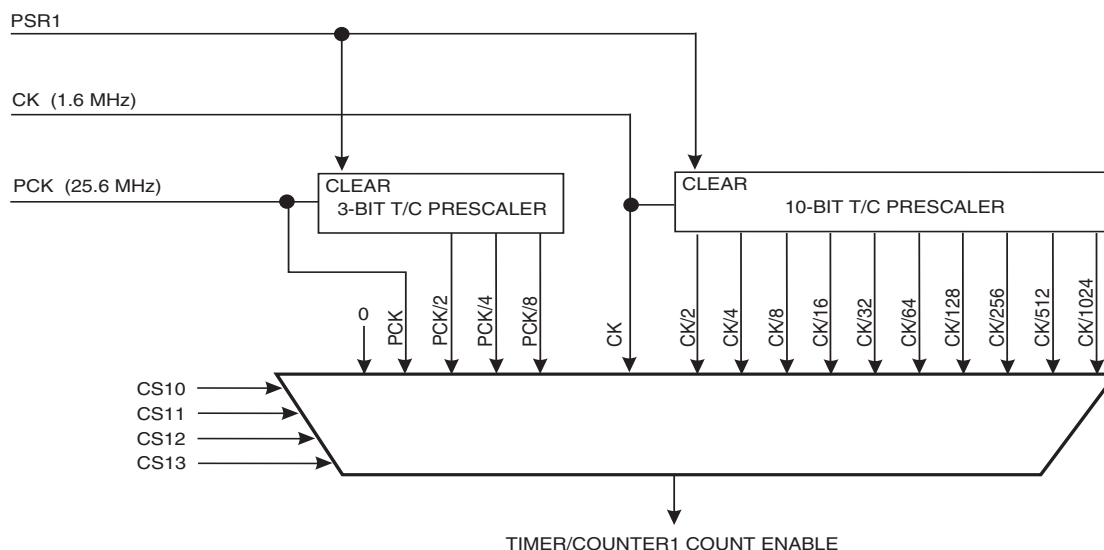 PSR1
CK (1.6 MHz)
PCK (25.6 MHz)
CLEAR
3-BIT T/C PRESCALER
CLEAR
10-BIT T/C PRESCALER
0
PCK
PCK/2
PCK/4
PCK/8
CK
CK/2
CK/4
CK/8
CK/16
CK/32
CK/64
CK/128
CK/256
CK/512
CK/1024
CS10
CS11
CS12
CS13
TIMER/COUNTER1 COUNT ENABLE